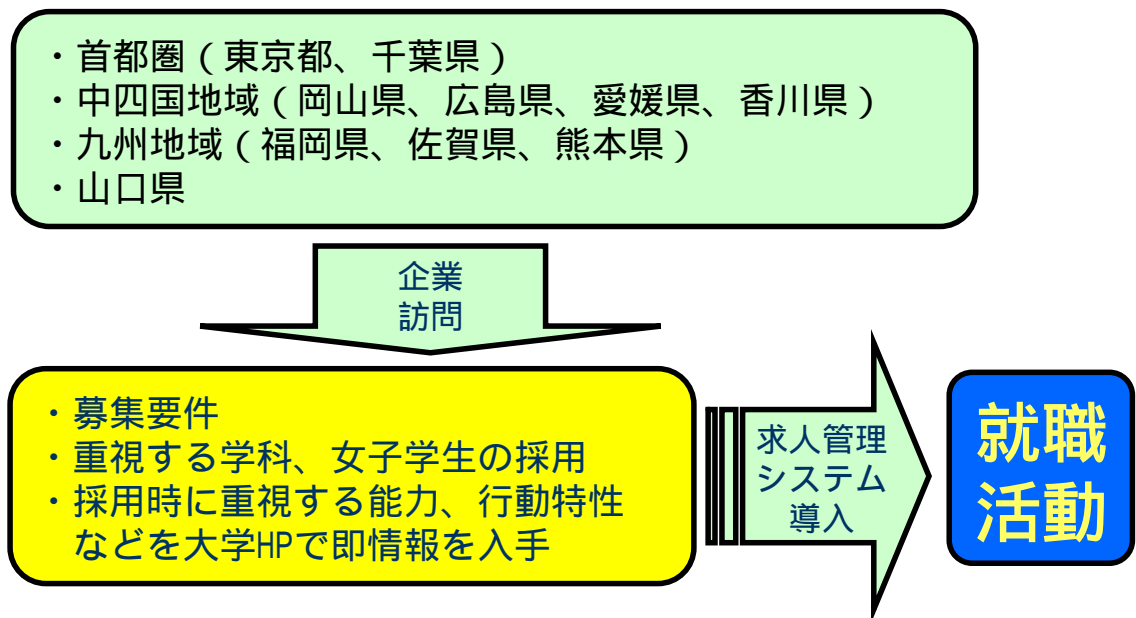 ・首都圏(東京都、千葉県)
・中四国地域(岡山県、広島県、愛媛県、香川県)
・九州地域(福岡県、佐賀県、熊本県)
・山口県
企業
訪問
・募集要件
・重視する学科、女子学生の採用
・採用時に重視する能力、行動特性
などを大学HPで即情報を入手
求人管理
システム
導入
就職
活動